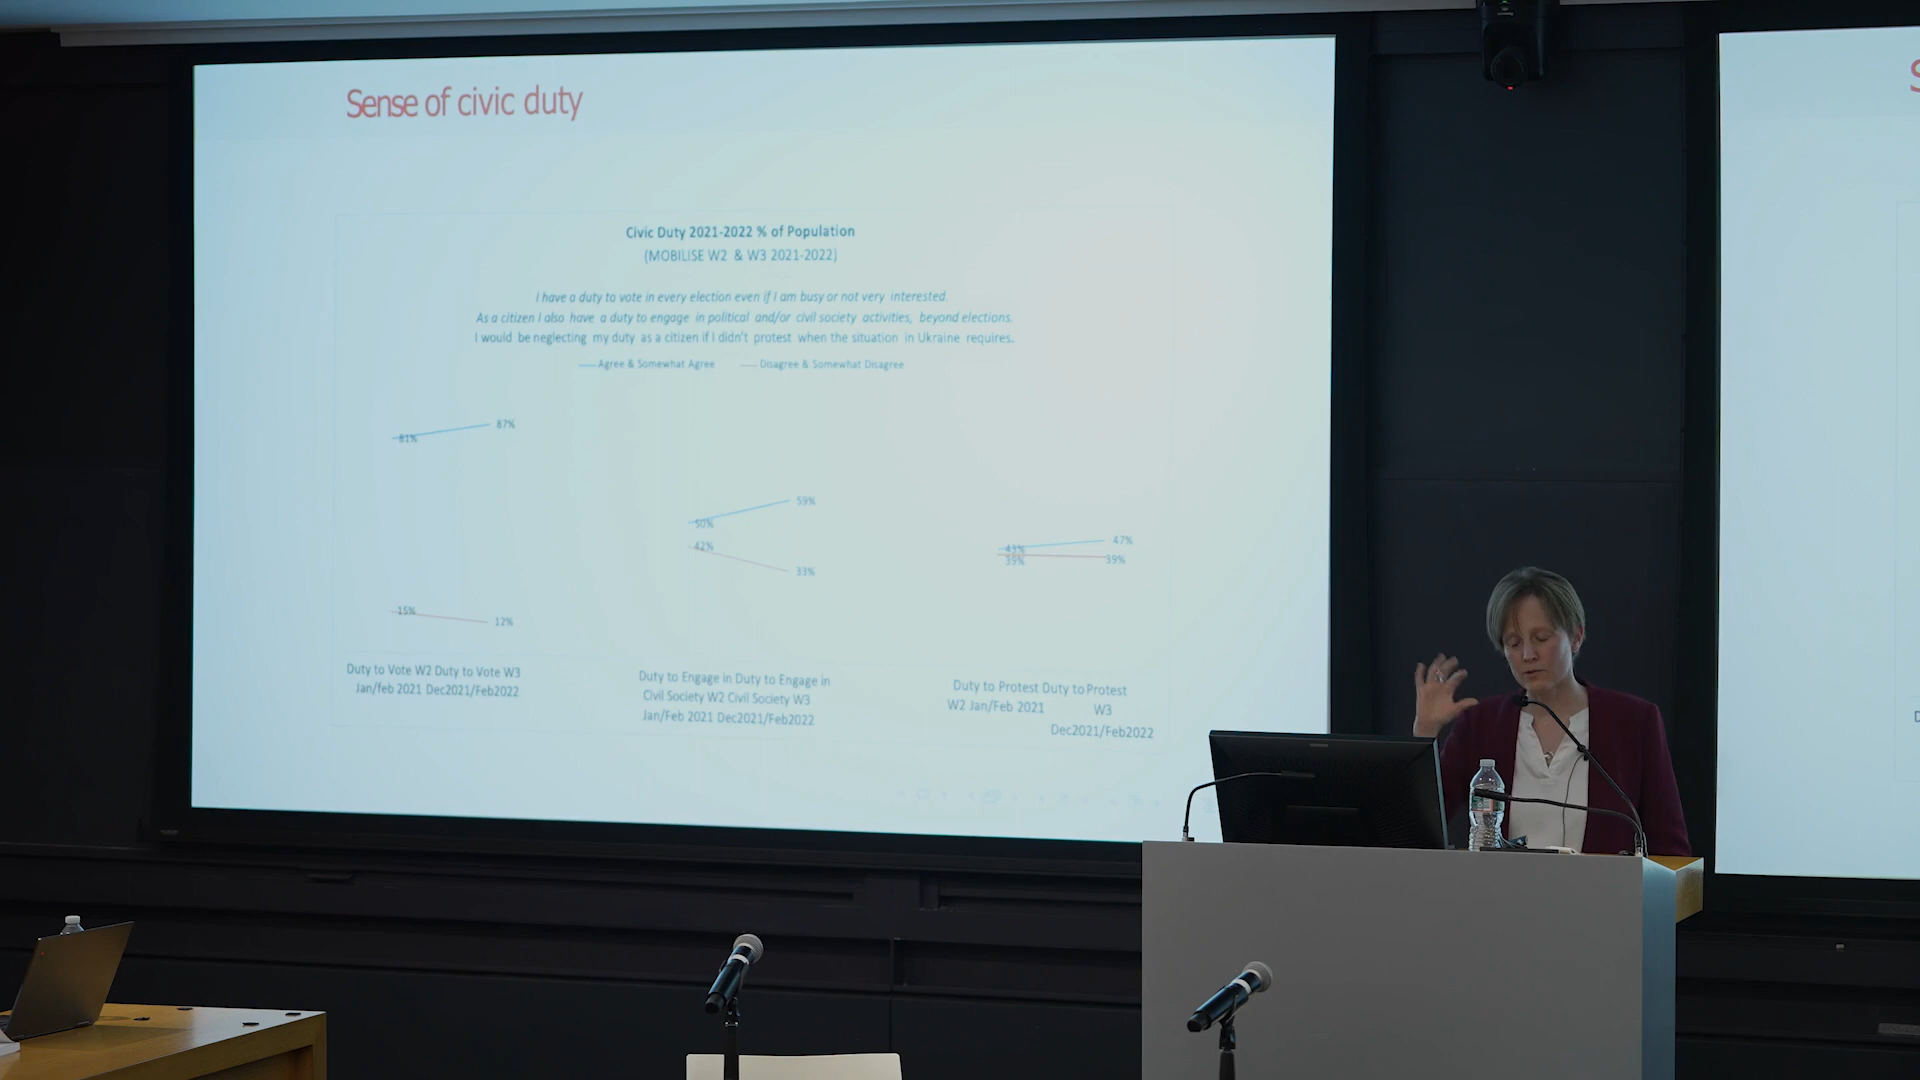 Sense of civic duty
Civic Duty 2021-2022 % of Population
(MOBILISE W2 & W3 2021-2022)
I have a duty to vote in every election even if I am busy or not very interested.
As a citizen I also have a duty to engage in political and/or civil society activities, beyond elections.
I would be neglecting my duty as a citizen if I didn't protest when the situation in Ukraine requires.
Agree & Somewhat Agree Disagree & Somewhat Disagree
81% 87%
15% 12%
Duty to Vote W2 Duty to Vote W3
Jan/feb 2021 Dec2021/Feb2022
50% 59%
42% 33%
Duty to Engage in Duty to Engage in
Civil Society W2 Civil Society W3
Jan/Feb 2021 Dec2021/Feb2022
43% 47%
39% 39%
Duty to Protest Duty to Protest
W2 Jan/Feb 2021 W3
Dec2021/Feb2022
S
D